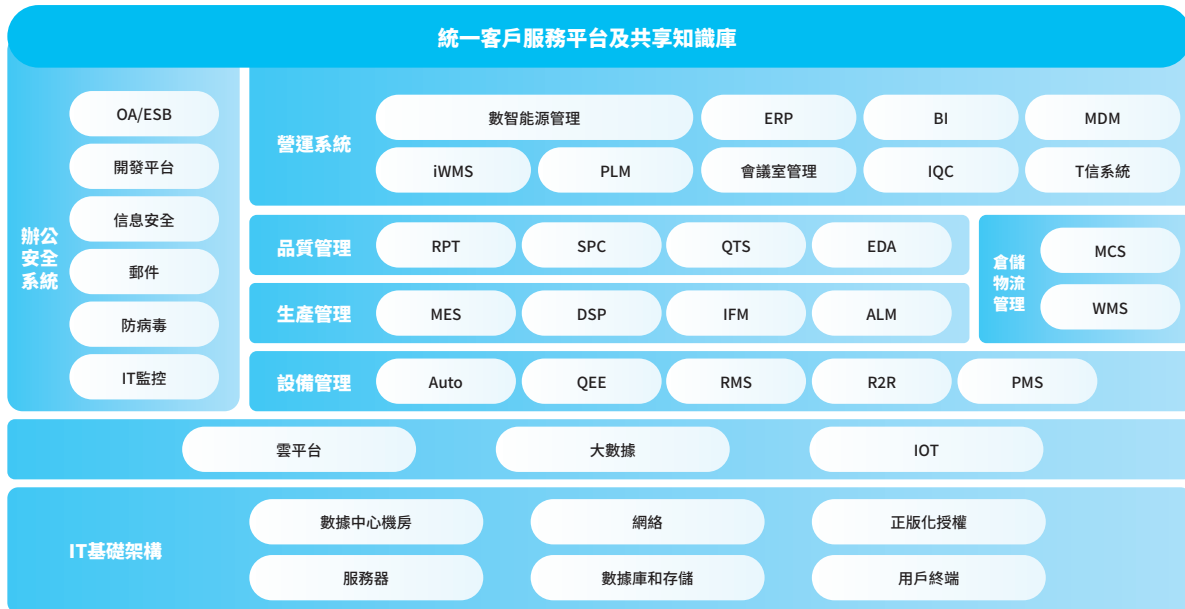 統一客戶服務平台及共享知識庫
辦公
安全
系統
OA/ESB
開發平台
信息安全
郵件
防病毒
IT監控
營運系統
數智能源管理
ERP
BI
MDM
iWMS
PLM
會議室管理
IQC
T信系統
品質管理
RPT
SPC
QTS
EDA
生產管理
MES
DSP
IFM
ALM
倉儲
物流
管理
MCS
WMS
設備管理
Auto
QEE
RMS
R2R
PMS
雲平台
大數據
IOT
IT基礎架構
數據中心機房
網絡
正版化授權
服務器
數據庫和存儲
用戶終端